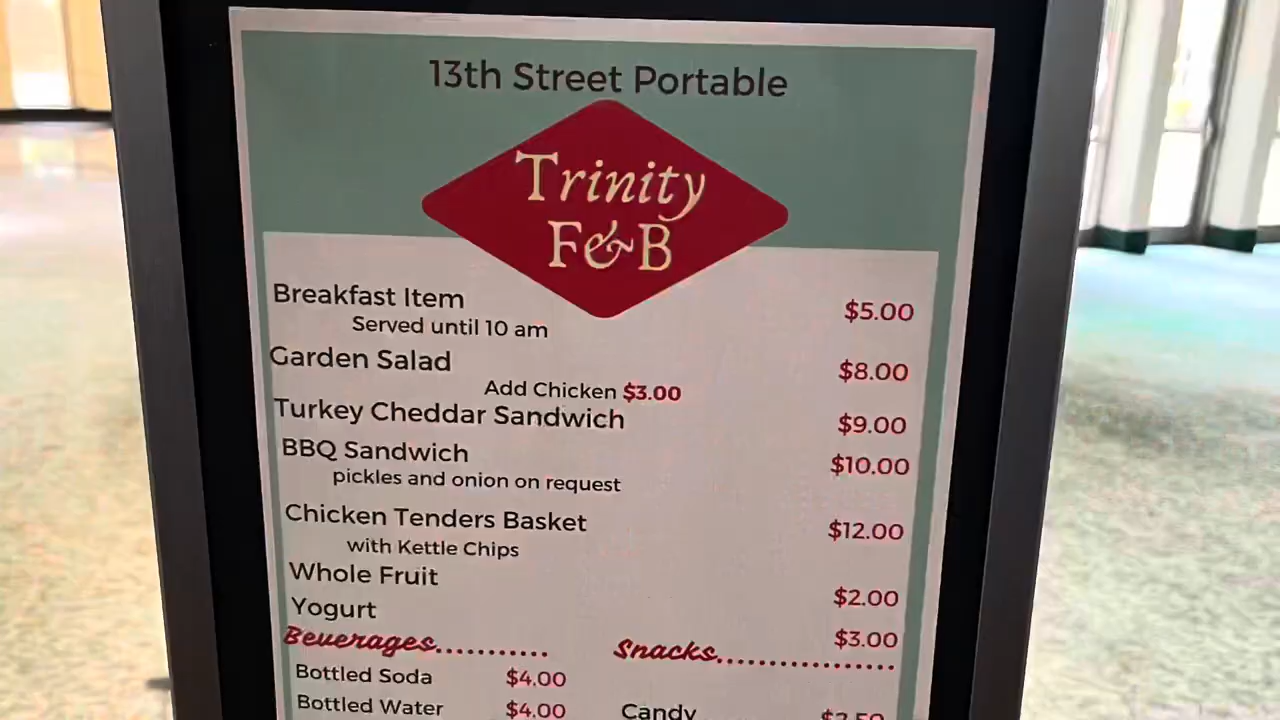 13th Street Portable
Trinity
F&B
Breakfast Item $5.00
Served until 10 am
Garden Salad $8.00
Add Chicken $3.00
Turkey Cheddar Sandwich $9.00
BBQ Sandwich $10.00
pickles and onion on request
Chicken Tenders Basket $12.00
with Kettle Chips
Whole Fruit $2.00
Yogurt $3.00
Beverages.......... Snacks.................
Bottled Soda $4.00
Bottled Water $4.00 Candy